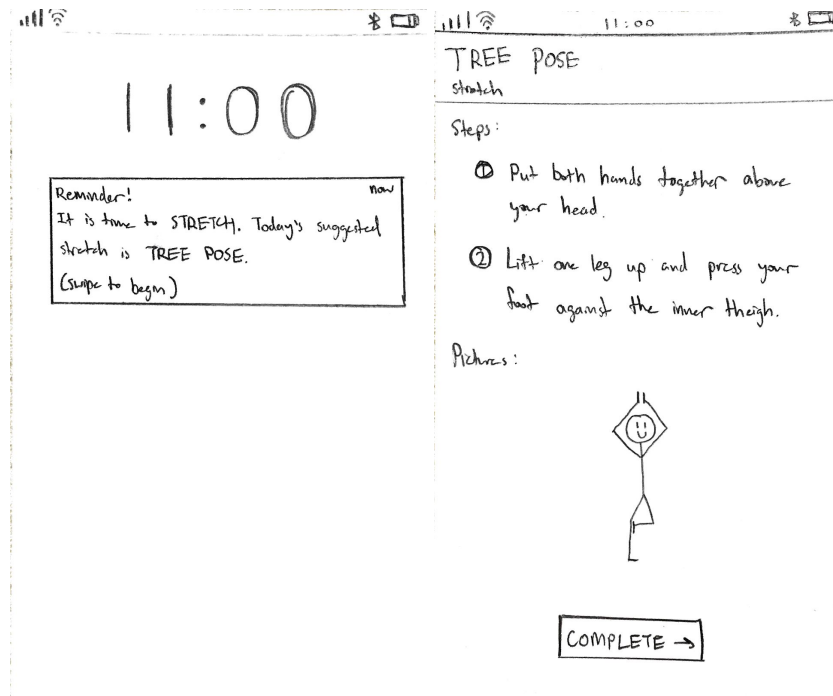 11:00
Reminder! now
It is time to STRETCH. Today's suggested
stretch is TREE POSE.
(swipe to begin)
11:00
TREE POSE
stretch
Steps:
① Put both hands together above
your head.
② Lift one leg up and press your
foot against the inner theigh.
Pictures:
COMPLETE →